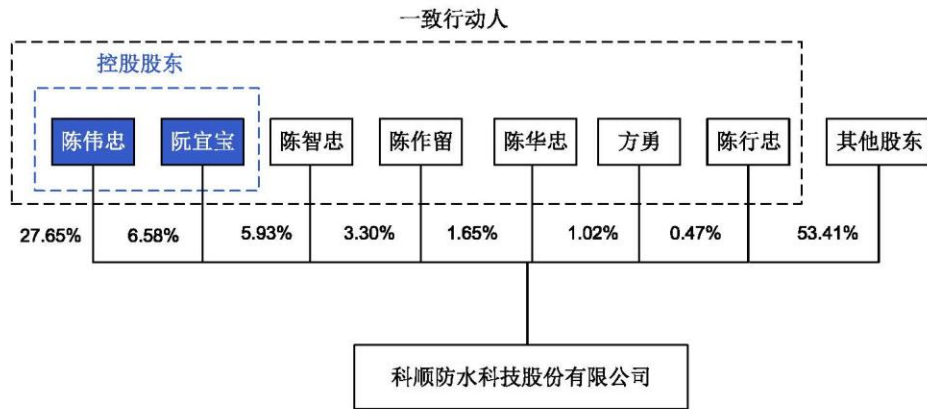 一致行动人
控股股东
陈伟忠 阮宜宝 陈智忠 陈作留 陈华忠 方勇 陈行忠 其他股东
27.65% 6.58% 5.93% 3.30% 1.65% 1.02% 0.47% 53.41%
科顺防水科技股份有限公司